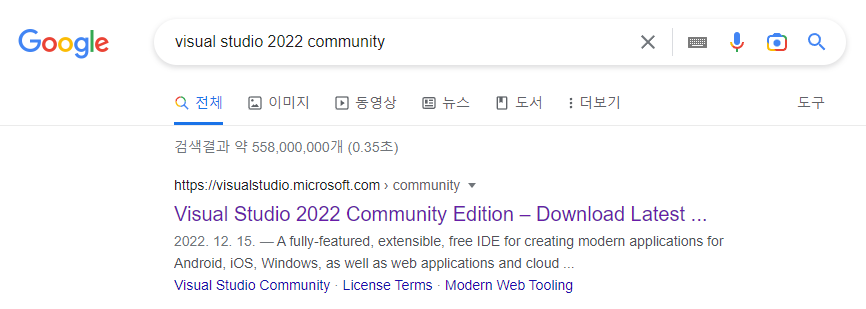 Google
visual studio 2022 community
전체 이미지 동영상 뉴스 도서 더보기 도구
검색결과 약 558,000,000개 (0.35초)
https://visualstudio.microsoft.com › community
Visual Studio 2022 Community Edition – Download Latest ...
2022. 12. 15. — A fully-featured, extensible, free IDE for creating modern applications for
Android, iOS, Windows, as well as web applications and cloud ...
Visual Studio Community · License Terms · Modern Web Tooling